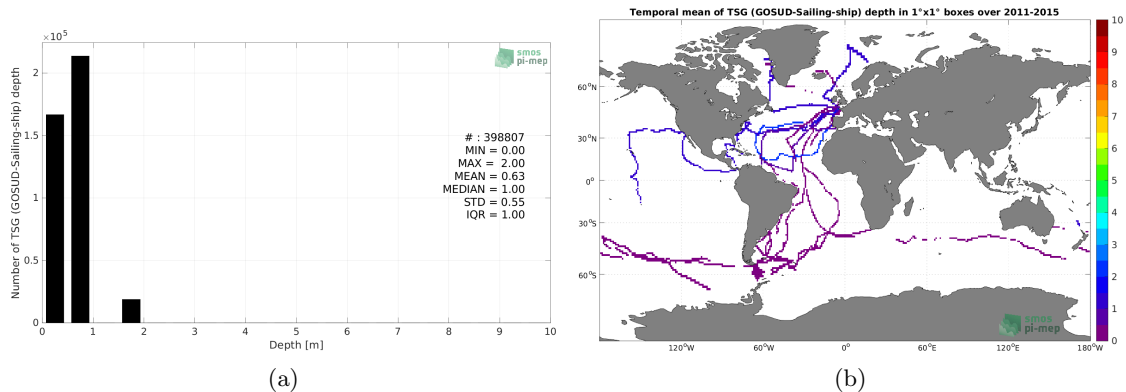 ×10⁵
2
1.5
1
0.5
0
Number of TSG (GOSUD-Sailing-ship) depth
smos
pi-mep
# : 398807
MIN = 0.00
MAX = 2.00
MEAN = 0.63
MEDIAN = 1.00
STD = 0.55
IQR = 1.00
0 1 2 3 4 5 6 7 8 9 10
Depth [m]
(a)
Temporal mean of TSG (GOSUD-Sailing-ship) depth in 1°x1° boxes over 2011-2015
60°N
30°N
0°
30°S
60°S
120°W 60°W 0° 60°E 120°E 180°W
smos
pi-mep
10
9
8
7
6
5
4
3
2
1
0
(b)